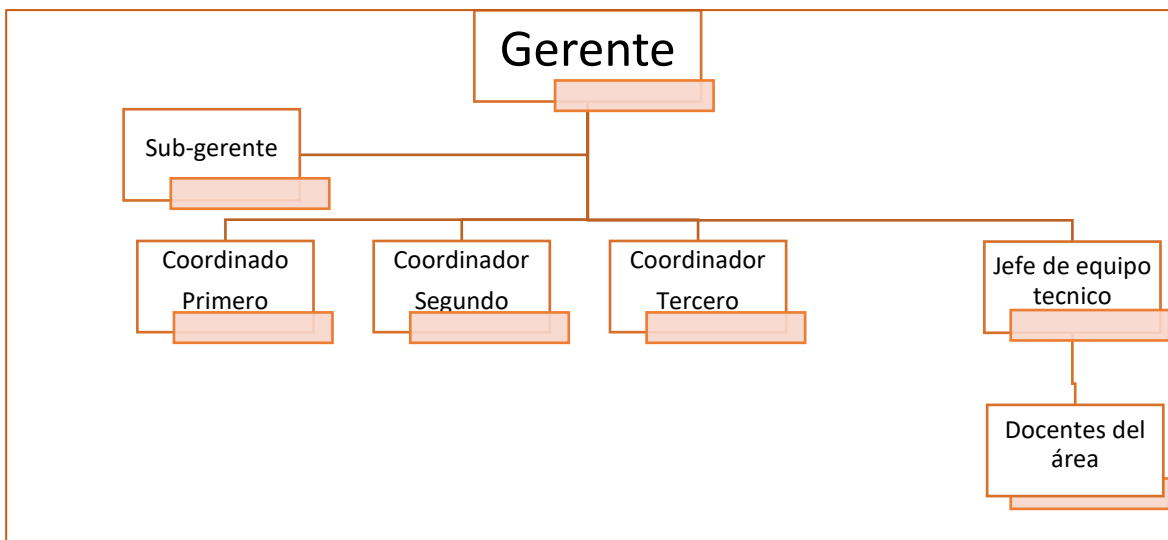 Gerente
Sub-gerente
Coordinado
Primero
Coordinador
Segundo
Coordinador
Tercero
Jefe de equipo
tecnico
Docentes del
área